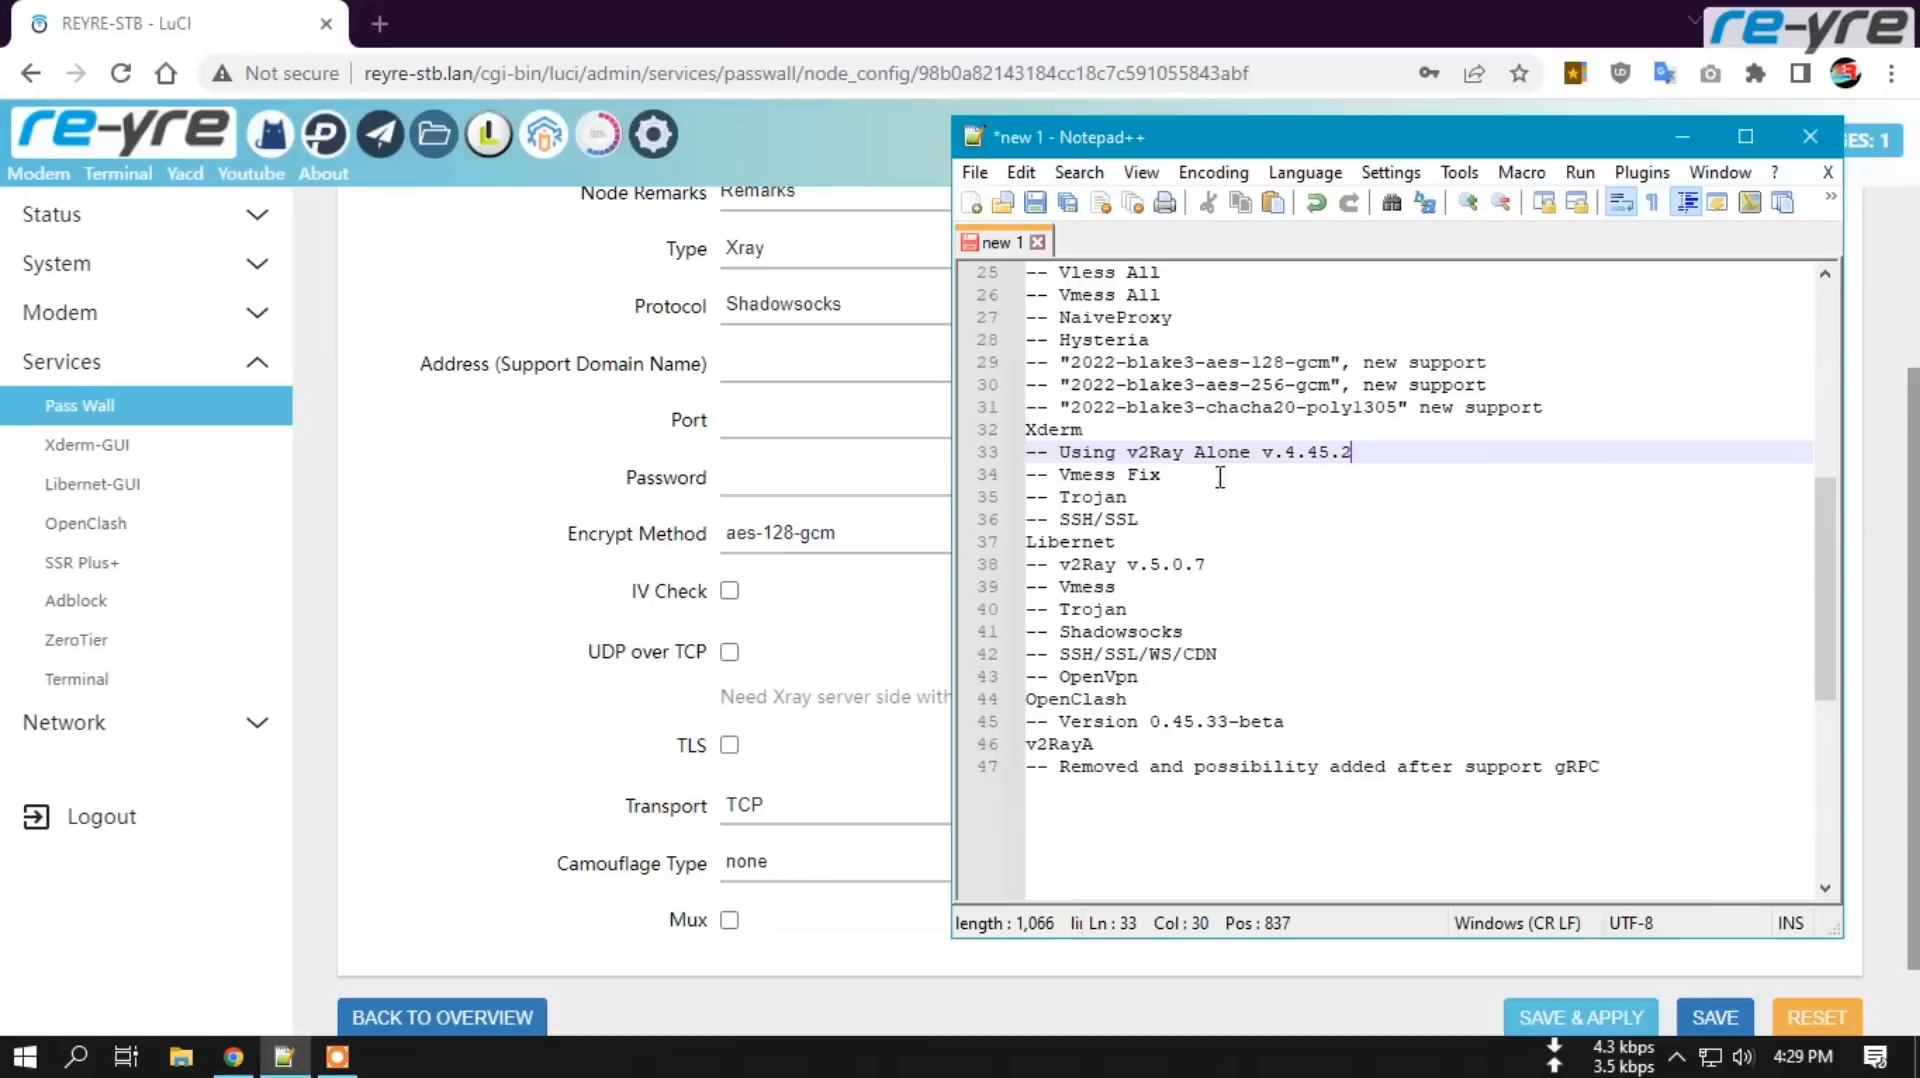 REYRE-STB - LuCI
re-yre
Not secure
reyre-stb.lan/cgi-bin/luci/admin/services/passwall/node_config/98b0a82143184cc18c7c591055843abf
re-yre
ES: 1
Modem Terminal Yacd Youtube About
Status
System
Modem
Services
Pass Wall
Xderm-GUI
Libernet-GUI
OpenClash
SSR Plus+
Adblock
ZeroTier
Terminal
Network
Logout
Node Remarks Remarks
Type Xray
Protocol Shadowsocks
Address (Support Domain Name)
Port
Password
Encrypt Method aes-128-gcm
IV Check
UDP over TCP
Need Xray server side with
TLS
Transport TCP
Camouflage Type none
Mux
BACK TO OVERVIEW
SAVE & APPLY
SAVE
RESET
*new 1 - Notepad++
File Edit Search View Encoding Language Settings Tools Macro Run Plugins Window ? X
new 1
25 -- Vless All
26 -- Vmess All
27 -- NaiveProxy
28 -- Hysteria
29 -- "2022-blake3-aes-128-gcm", new support
30 -- "2022-blake3-aes-256-gcm", new support
31 -- "2022-blake3-chacha20-poly1305" new support
32 Xderm
33 -- Using v2Ray Alone v.4.45.2
34 -- Vmess Fix
35 -- Trojan
36 -- SSH/SSL
37 Libernet
38 -- v2Ray v.5.0.7
39 -- Vmess
40 -- Trojan
41 -- Shadowsocks
42 -- SSH/SSL/WS/CDN
43 -- OpenVpn
44 OpenClash
45 -- Version 0.45.33-beta
46 v2RayA
47 -- Removed and possibility added after support gRPC
length : 1,066 li Ln : 33 Col : 30 Pos : 837 Windows (CR LF) UTF-8 INS
4.3 kbps
3.5 kbps
4:29 PM